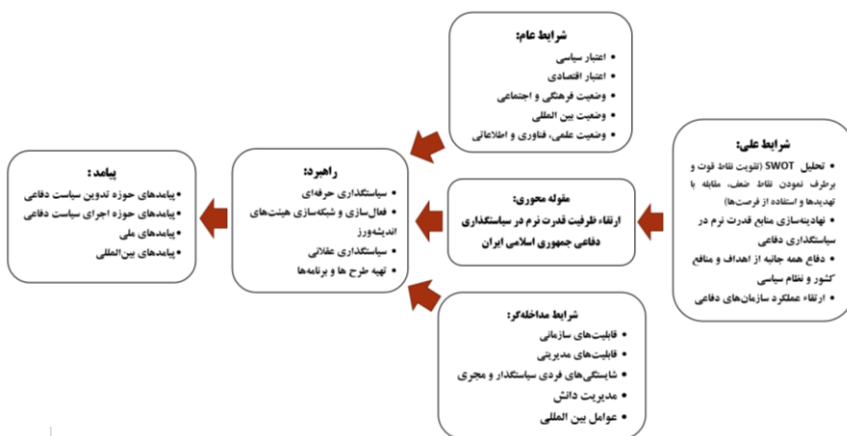 شرایط عام:
• اعتبار سیاسی
• اعتبار اقتصادی
• وضعیت فرهنگی و اجتماعی
• وضعیت بین المللی
• وضعیت علمی، فناوری و اطلاعاتی
شرایط علی:
• تحلیل SWOT (تقویت نقاط قوت و
برطرف نمودن نقاط ضعف، مقابله با
تهدیدها و استفاده از فرصت‌ها)
• نهادینه‌سازی منابع قدرت نرم در
سیاستگذاری دفاعی
• دفاع همه جانبه از اهداف و منافع
کشور و نظام سیاسی
• ارتقاء عملکرد سازمان‌های دفاعی
مقوله محوری:
ارتقاء ظرفیت قدرت نرم در سیاستگذاری
دفاعی جمهوری اسلامی ایران
راهبرد:
• سیاستگذاری حرفه‌ای
• فعال‌سازی و شبکه‌سازی هیئت‌های
اندیشه‌ورز
• سیاستگذاری عقلانی
• تهیه طرح ها و برنامه‌ها
پیامد:
• پیامدهای حوزه تدوین سیاست دفاعی
• پیامدهای حوزه اجرای سیاست دفاعی
• پیامدهای ملی
• پیامدهای بین‌المللی
شرایط مداخله‌گر:
• قابلیت‌های سازمانی
• قابلیت‌های مدیریتی
• شایستگی‌های فردی سیاستگذار و مجری
• مدیریت دانش
• عوامل بین المللی